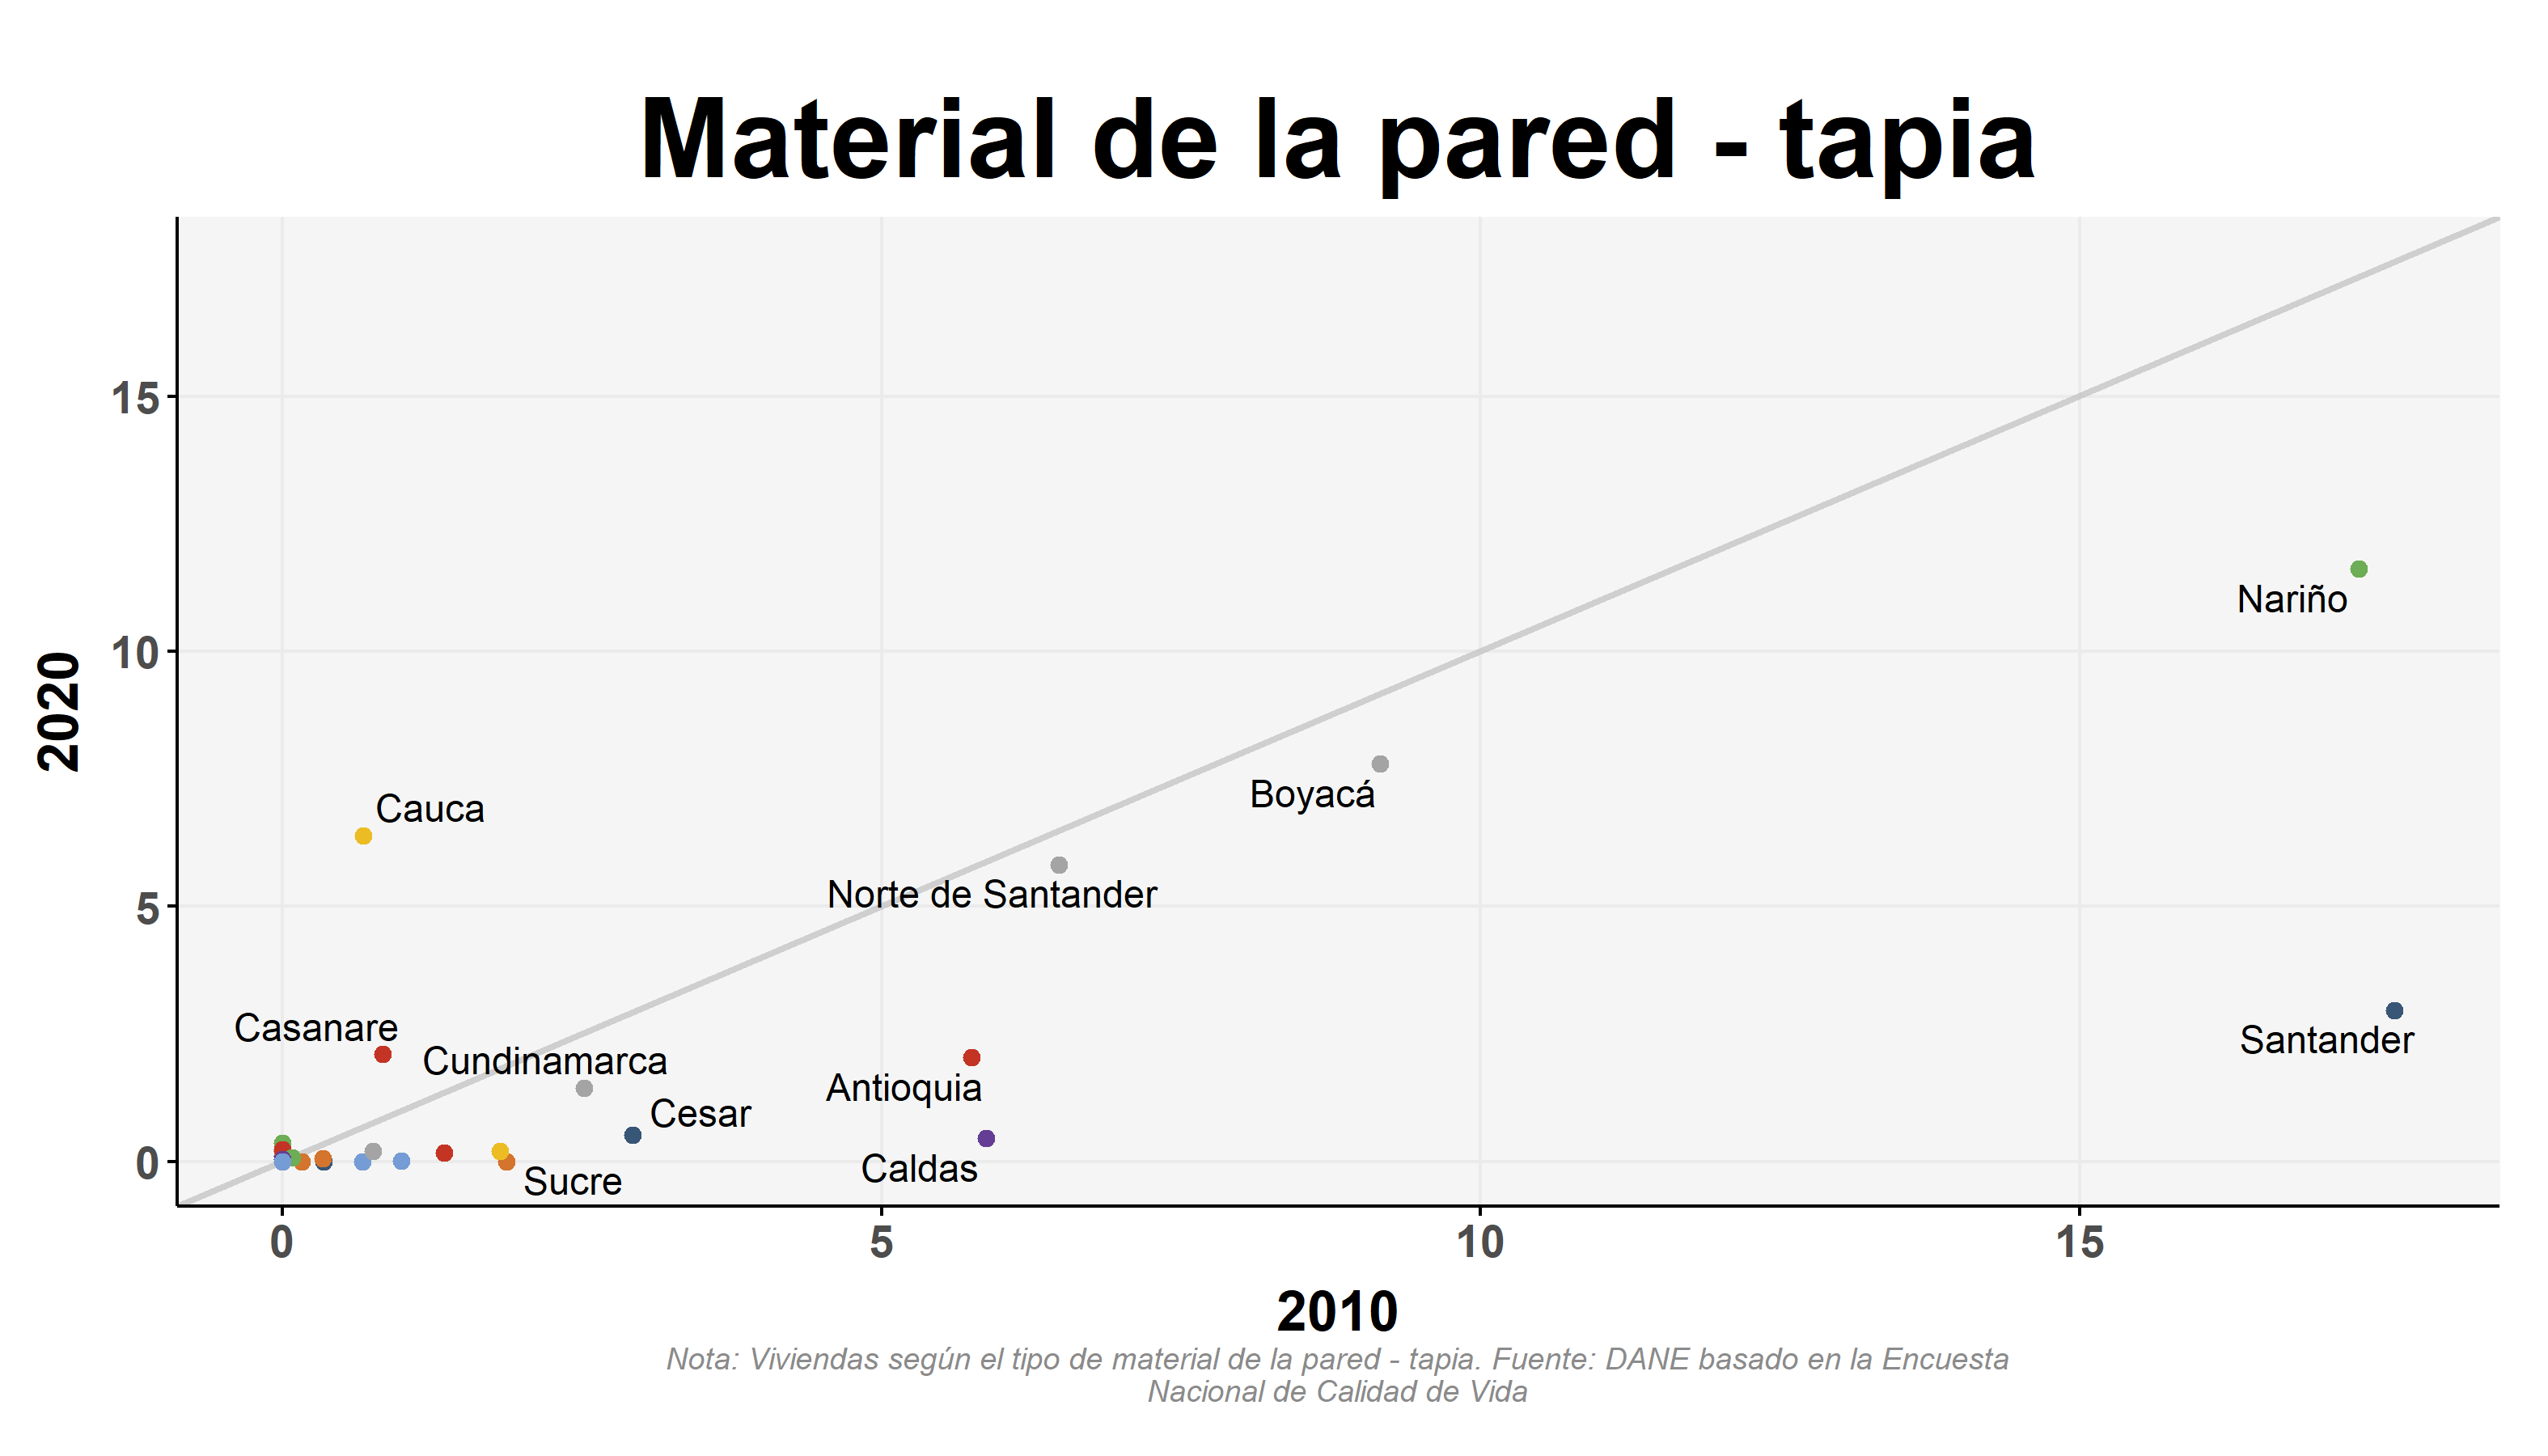 Material de la pared - tapia
2020
15
10
5
0
Nariño
Boyacá
Cauca
Norte de Santander
Casanare
Santander
Cundinamarca
Antioquia
Cesar
Caldas
Sucre
0
5
10
15
2010
Nota: Viviendas según el tipo de material de la pared - tapia. Fuente: DANE basado en la Encuesta
Nacional de Calidad de Vida